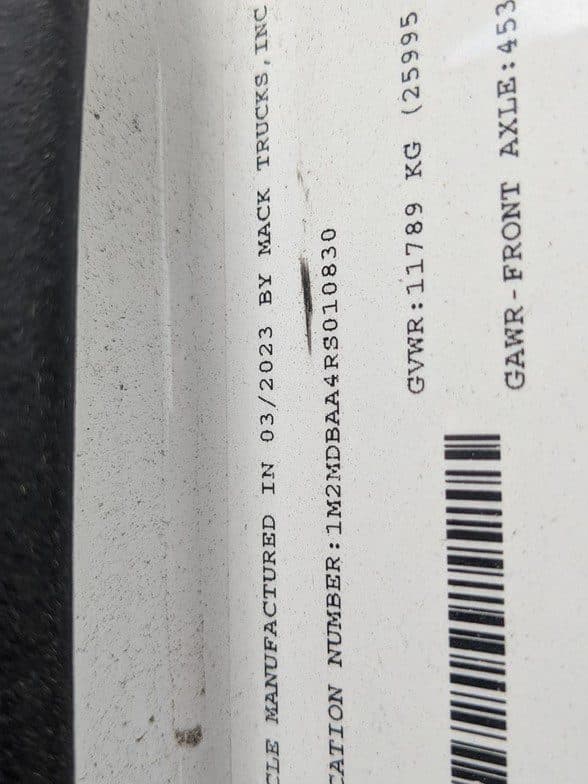 CLE MANUFACTURED IN 03/2023 BY MACK TRUCKS, INC
CATION NUMBER:1M2MDBAA4RS010830
GVWR:11789 KG (25995
GAWR-FRONT AXLE:453